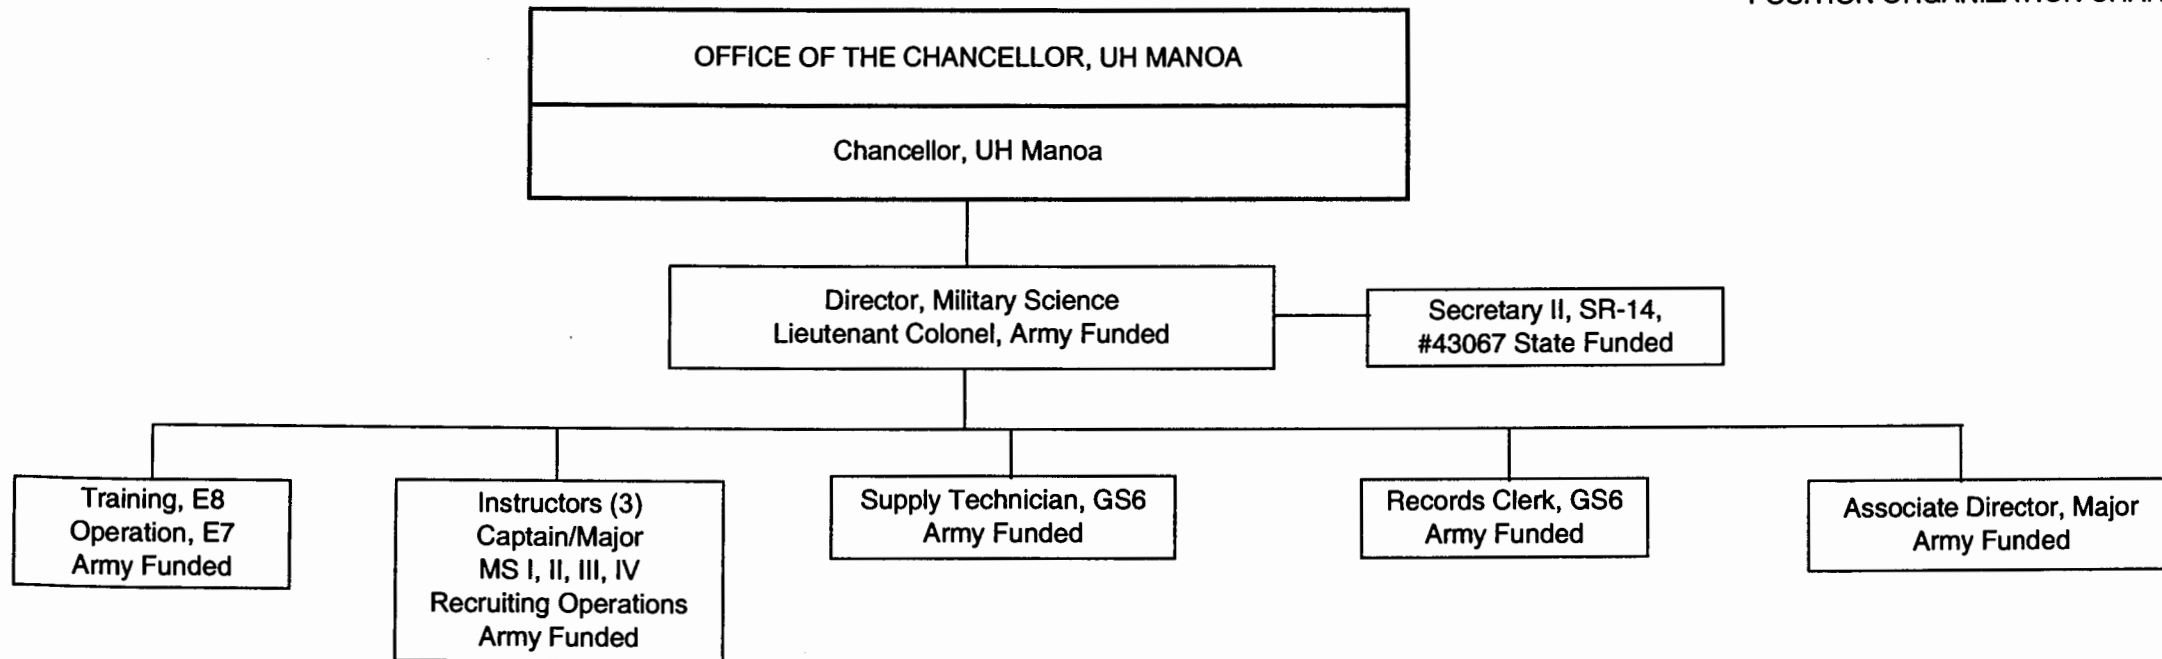 OFFICE OF THE CHANCELLOR, UH MANOA
Chancellor, UH Manoa
Director, Military Science
Lieutenant Colonel, Army Funded
Secretary II, SR-14,
#43067 State Funded
Training, E8
Operation, E7
Army Funded
Instructors (3)
Captain/Major
MS I, II, III, IV
Recruiting Operations
Army Funded
Supply Technician, GS6
Army Funded
Records Clerk, GS6
Army Funded
Associate Director, Major
Army Funded